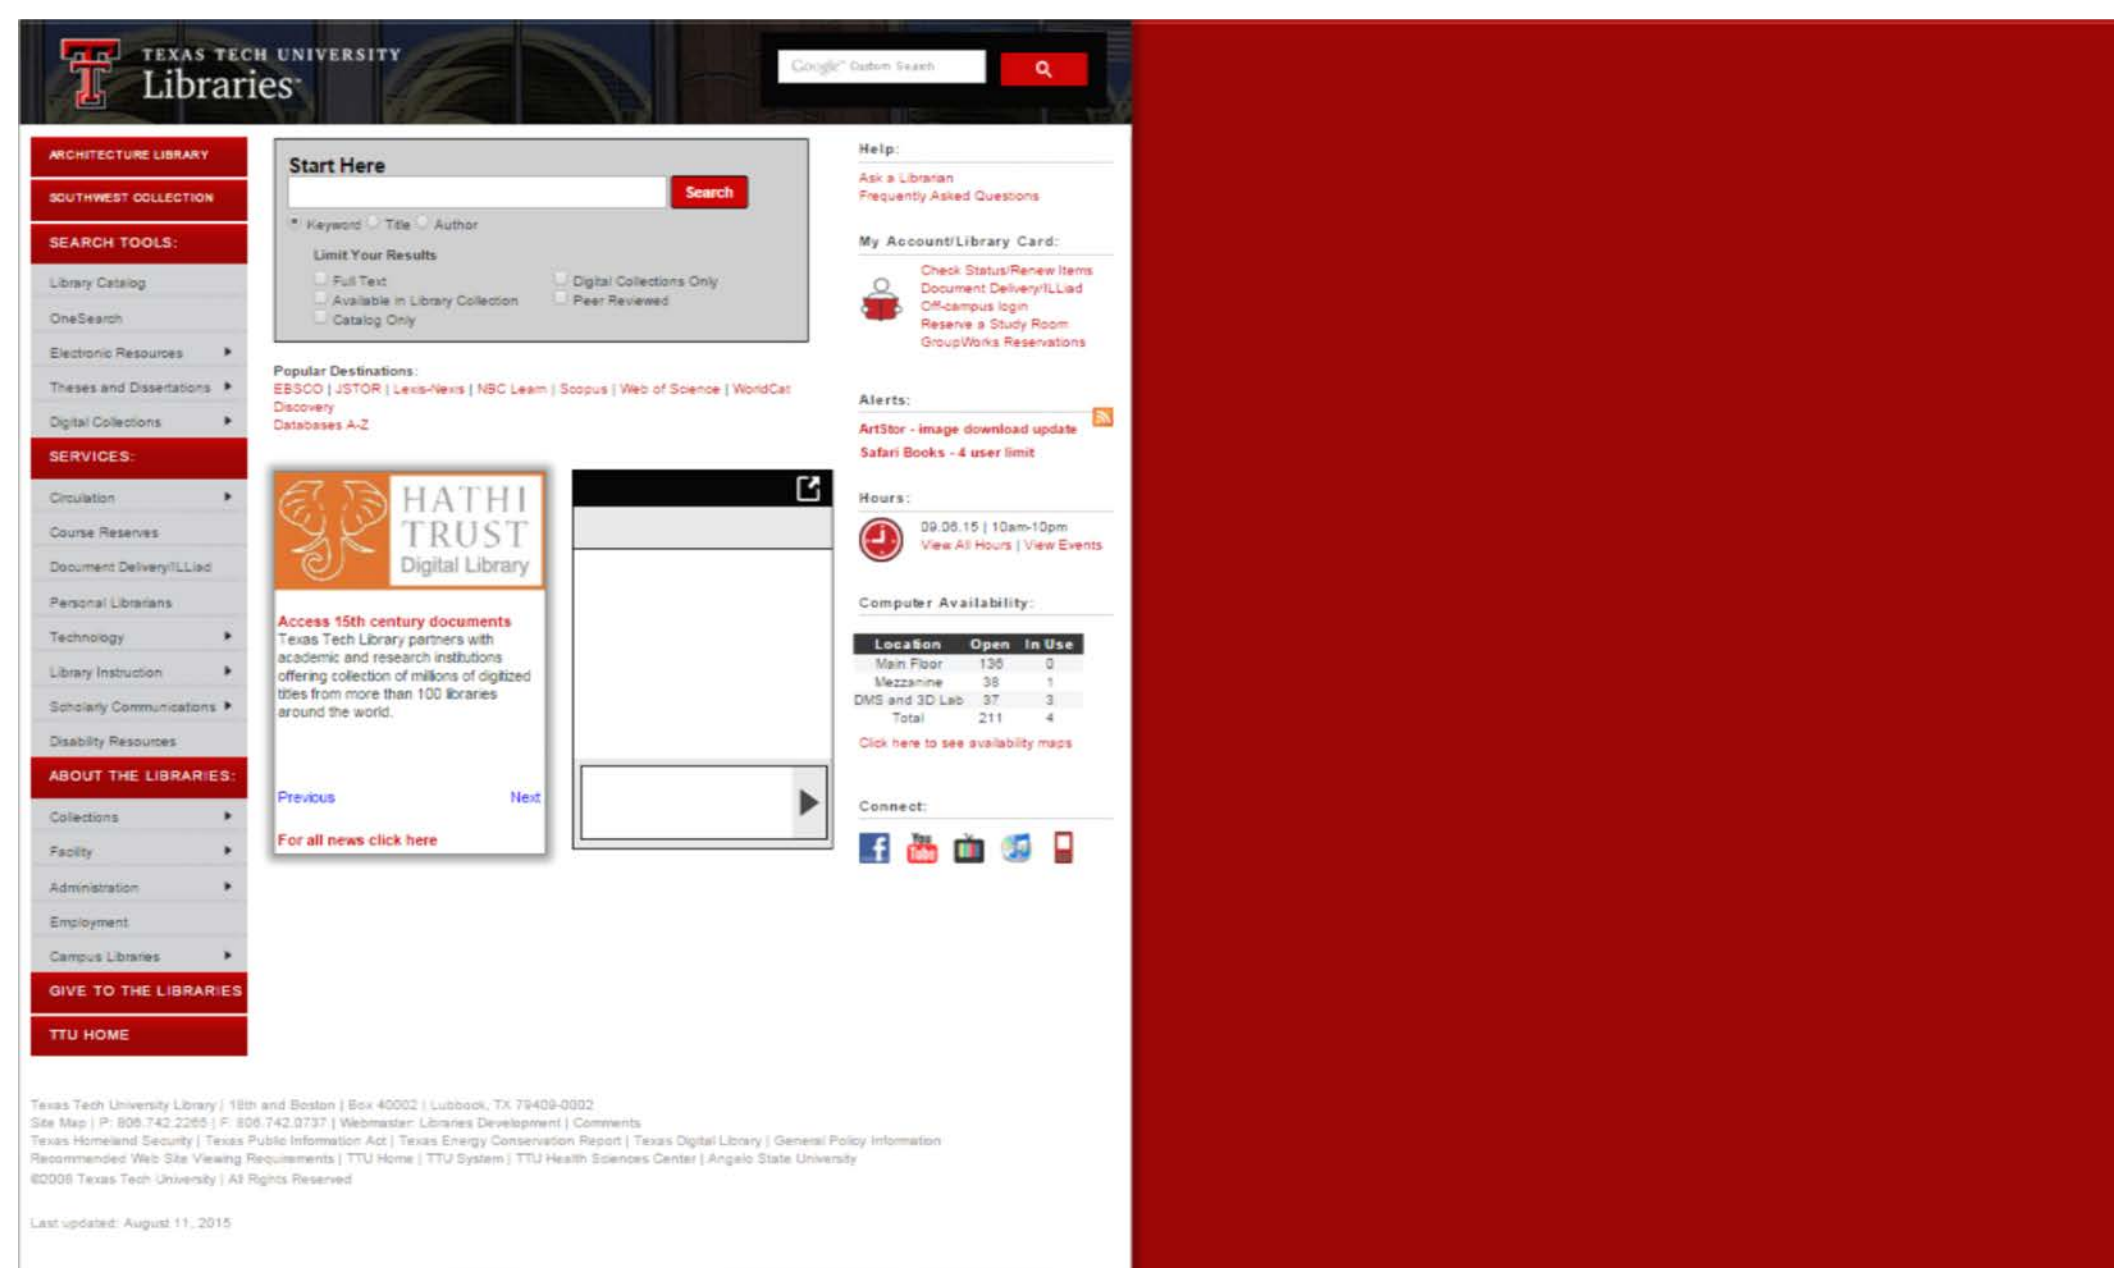 TEXAS TECH UNIVERSITY
Libraries
Google™ Custom Search
ARCHITECTURE LIBRARY
SOUTHWEST COLLECTION
SEARCH TOOLS:
Library Catalog
OneSearch
Electronic Resources
Theses and Dissertations
Digital Collections
SERVICES:
Circulation
Course Reserves
Document Delivery/ILLiad
Personal Librarians
Technology
Library Instruction
Scholarly Communications
Disability Resources
ABOUT THE LIBRARIES:
Collections
Facility
Administration
Employment
Campus Libraries
GIVE TO THE LIBRARIES
TTU HOME
Start Here
Search
Keyword Title Author
Limit Your Results
Full Text
Digital Collections Only
Available in Library Collection
Peer Reviewed
Catalog Only
Popular Destinations:
EBSCO | JSTOR | Lexis-Nexis | NBC Learn | Scopus | Web of Science | WorldCat
Discovery
Databases A-Z
HATHI
TRUST
Digital Library
Access 15th century documents
Texas Tech Library partners with
academic and research institutions
offering collection of millions of digitized
titles from more than 100 libraries
around the world.
Previous Next
For all news click here
Help:
Ask a Librarian
Frequently Asked Questions
My Account/Library Card:
Check Status/Renew Items
Document Delivery/ILLiad
Off-campus login
Reserve a Study Room
GroupWorks Reservations
Alerts:
ArtStor - image download update
Safari Books - 4 user limit
Hours:
09.06.15 | 10am-10pm
View All Hours | View Events
Computer Availability:
Location Open In Use
Main Floor 136 0
Mezzanine 38 1
DMS and 3D Lab 37 3
Total 211 4
Click here to see availability maps
Connect:
You
Tube
Texas Tech University Library | 18th and Boston | Box 40002 | Lubbock, TX 79409-0002
Site Map | P: 806.742.2265 | F: 806.742.0737 | Webmaster: Libraries Development | Comments
Texas Homeland Security | Texas Public Information Act | Texas Energy Conservation Report | Texas Digital Library | General Policy Information
Recommended Web Site Viewing Requirements | TTU Home | TTU System | TTU Health Sciences Center | Angelo State University
©2008 Texas Tech University | All Rights Reserved
Last updated: August 11, 2015